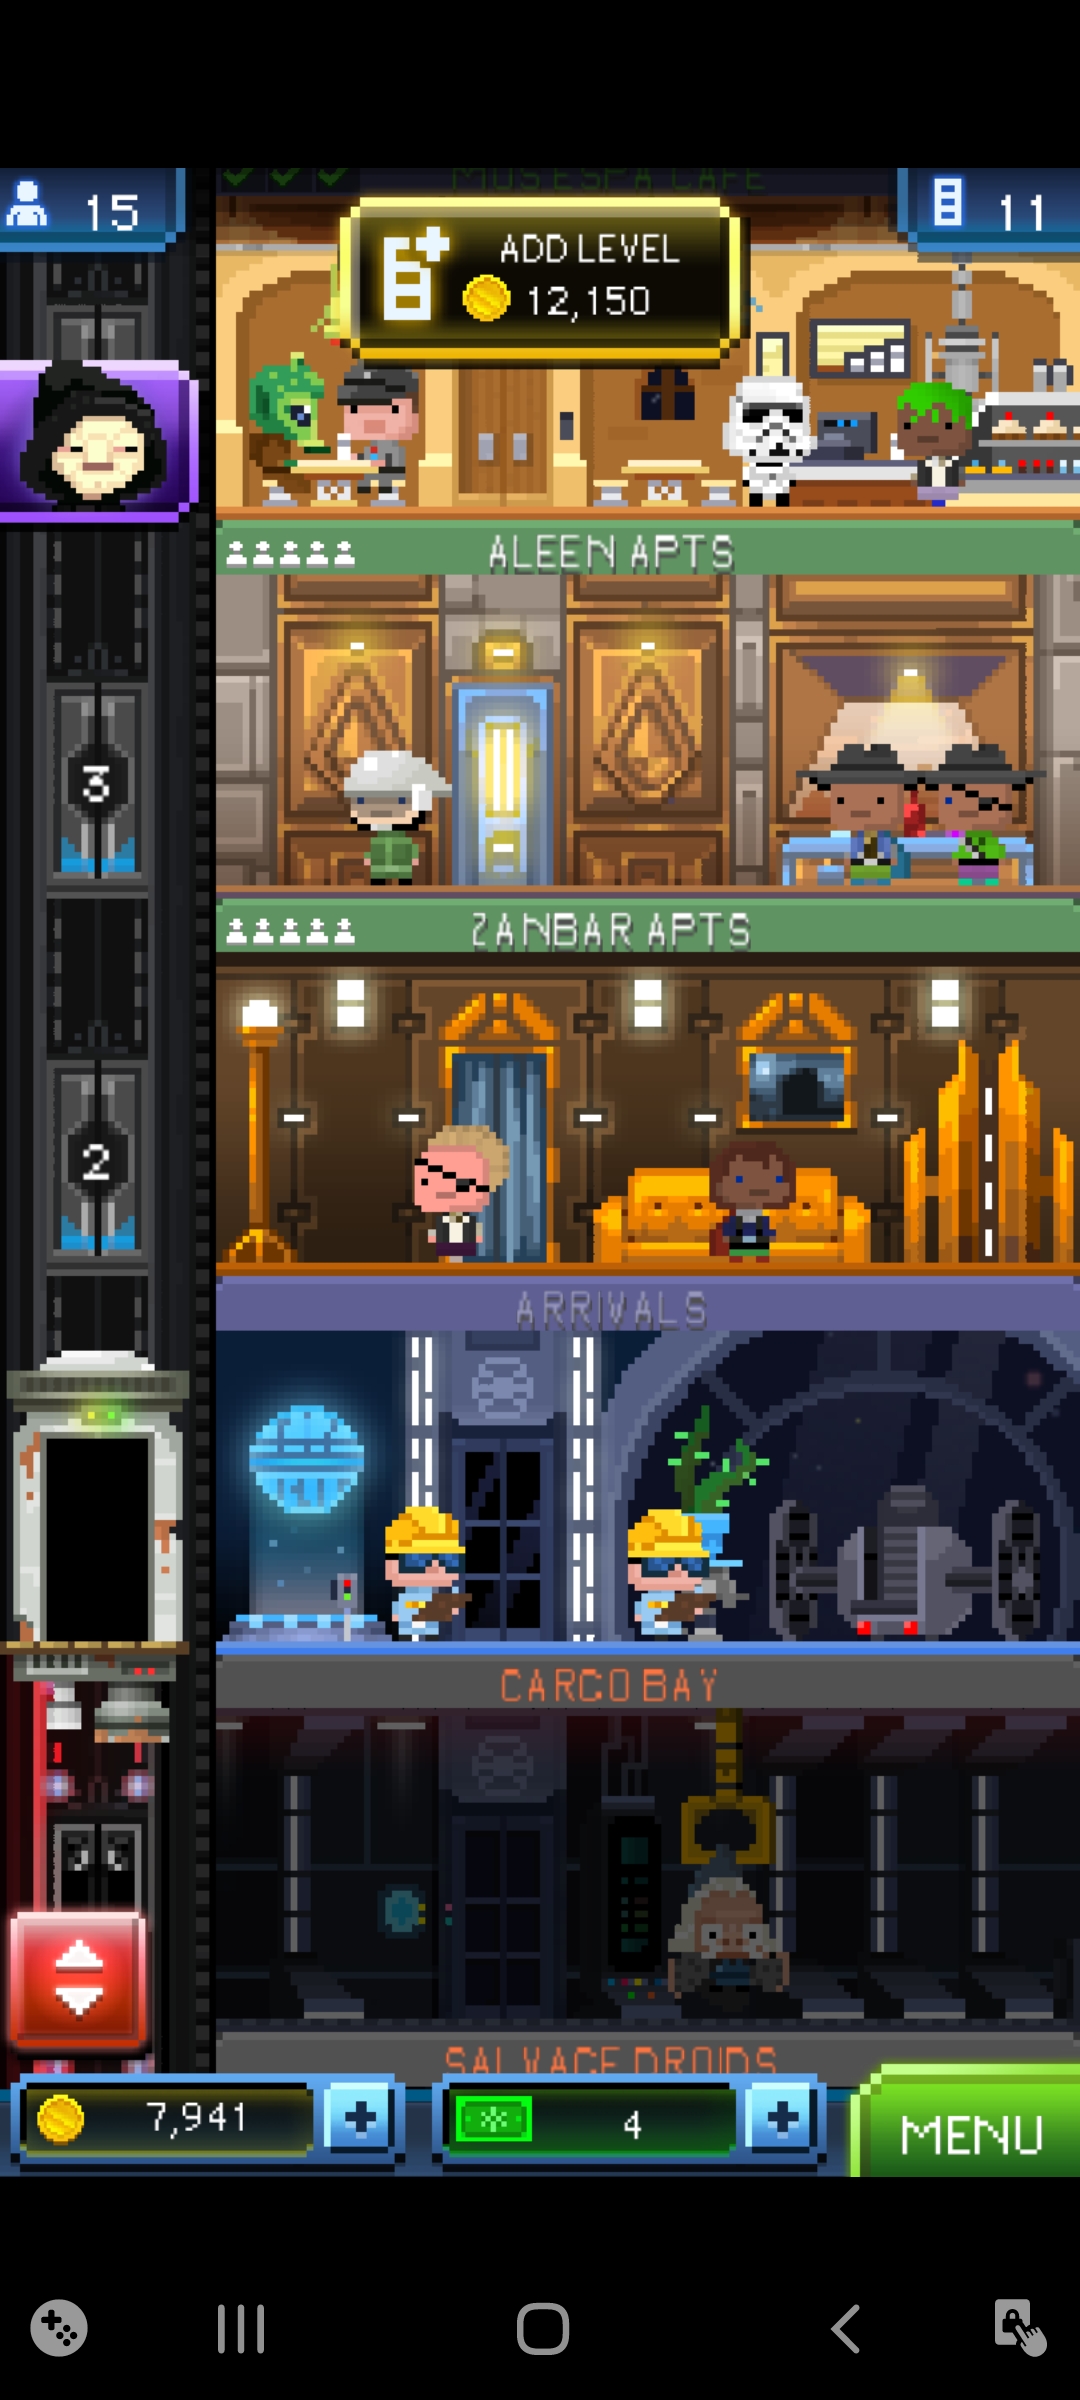 MOS ESPA CAFE
15
11
ADD LEVEL
12,150
ALEEN APTS
3
ZANBAR APTS
2
ARRIVALS
CARGO BAY
SALVAGE DROIDS
7,941
4
MENU